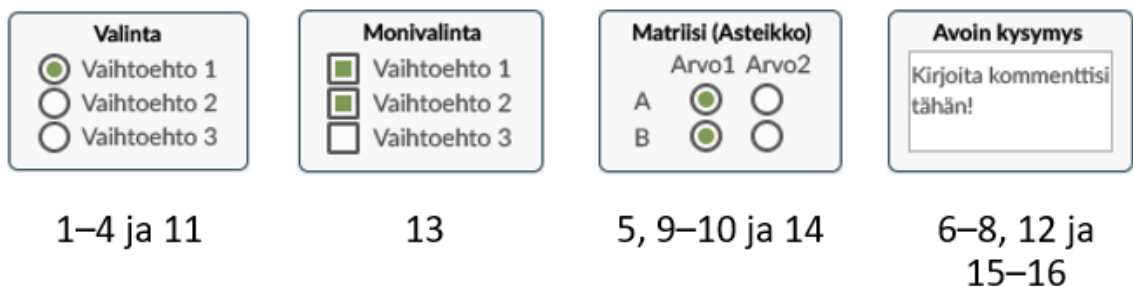 Valinta
Vaihtoehto 1
Vaihtoehto 2
Vaihtoehto 3
1–4 ja 11
Monivalinta
Vaihtoehto 1
Vaihtoehto 2
Vaihtoehto 3
13
Matriisi (Asteikko)
Arvo1 Arvo2
A
B
5, 9–10 ja 14
Avoin kysymys
Kirjoita kommenttisi
tähän!
6–8, 12 ja
15–16